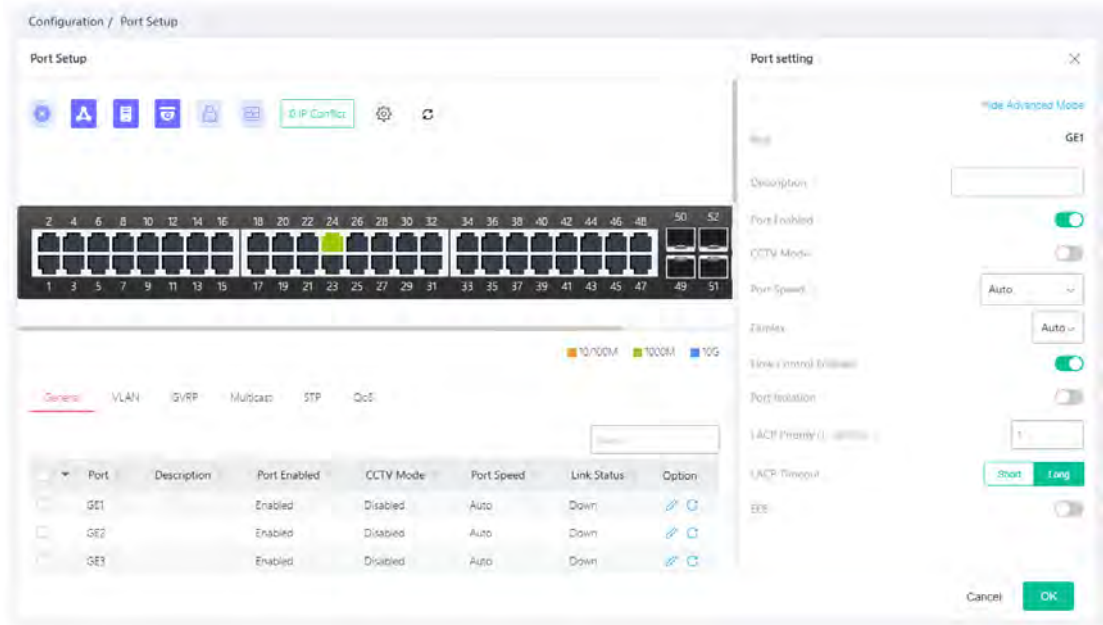 Configuration / Port Setup
Port Setup
0 IP Conflict
2 4 6 8 10 12 14 16 18 20 22 24 26 28 30 32 34 36 38 40 42 44 46 48 50 52
1 3 5 7 9 11 13 15 17 19 21 23 25 27 29 31 33 35 37 39 41 43 45 47 49 51
10/100M 1000M 10G
General VLAN GVRP Multicast STP QoS
Port Description Port Enabled CCTV Mode Port Speed Link Status Option
GE1 Enabled Disabled Auto Down
GE2 Enabled Disabled Auto Down
GE3 Enabled Disabled Auto Down
Port setting
Hide Advanced Mode
Port GE1
Description
Port Enabled
CCTV Mode
Port Speed Auto
Duplex Auto
Flow Control Enabled
Port Isolation
LACP Priority 1
LACP Timeout Short Long
EEE
Cancel OK